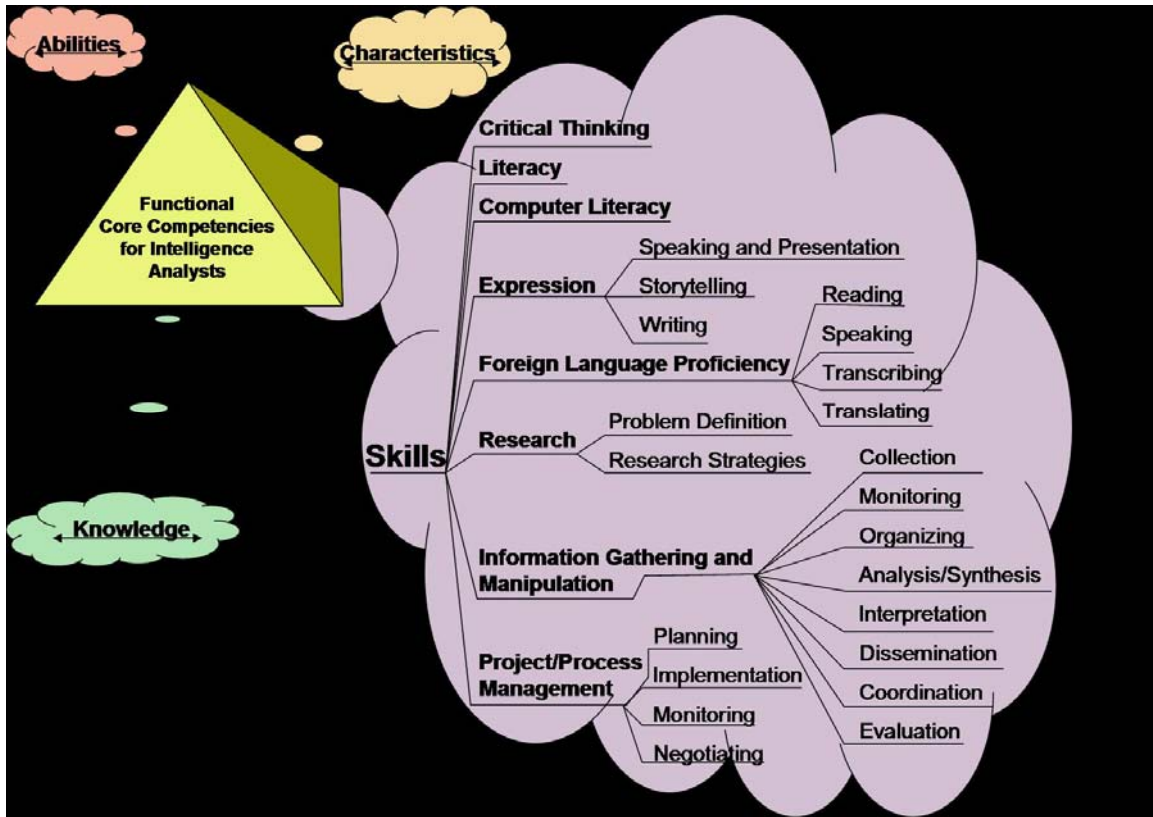 Abilities
Characteristics
Functional
Core Competencies
for Intelligence
Analysts
Knowledge
Skills
Critical Thinking
Literacy
Computer Literacy
Expression
Speaking and Presentation
Storytelling
Writing
Foreign Language Proficiency
Reading
Speaking
Transcribing
Translating
Research
Problem Definition
Research Strategies
Information Gathering and
Manipulation
Collection
Monitoring
Organizing
Analysis/Synthesis
Interpretation
Dissemination
Coordination
Evaluation
Project/Process
Management
Planning
Implementation
Monitoring
Negotiating